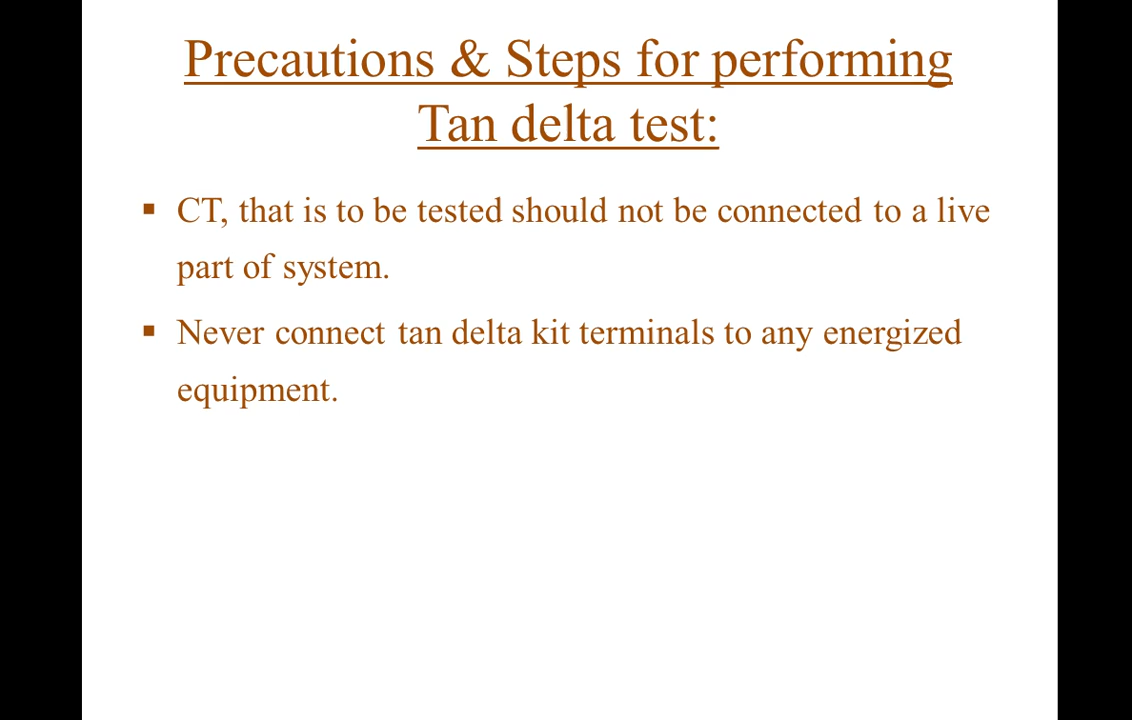 Precautions & Steps for performing
Tan delta test:
▪ CT, that is to be tested should not be connected to a live
part of system.
▪ Never connect tan delta kit terminals to any energized
equipment.